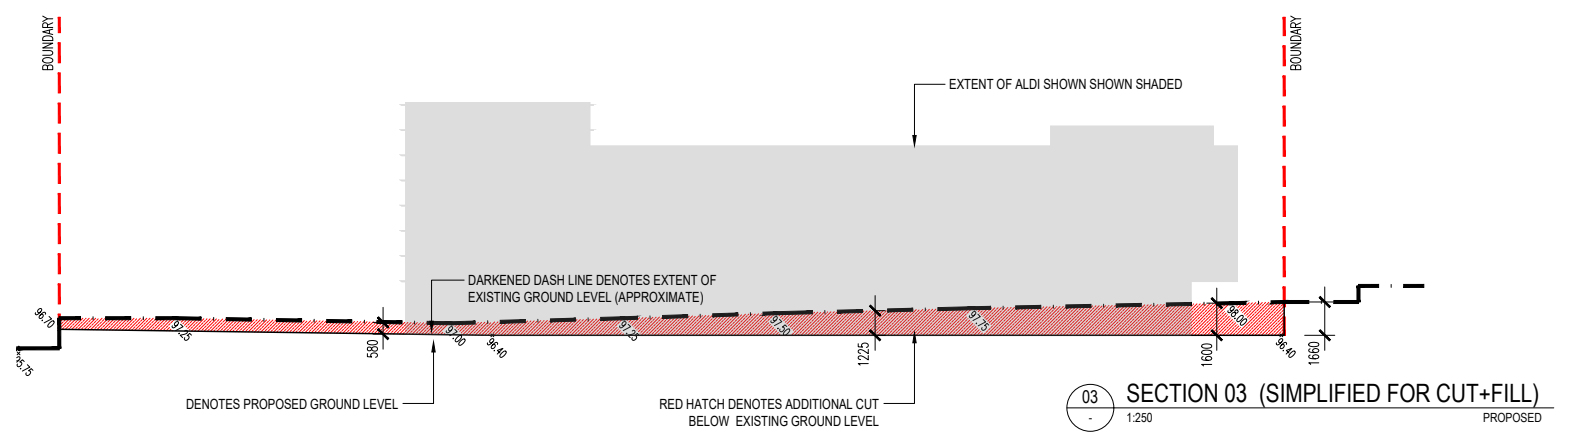 BOUNDARY
BOUNDARY
EXTENT OF ALDI SHOWN SHOWN SHADED
DARKENED DASH LINE DENOTES EXTENT OF
EXISTING GROUND LEVEL (APPROXIMATE)
96.70
97.25
97.00
97.25
97.50
97.75
98.00
5.75
580
96.40
1225
1600
96.40
1660
DENOTES PROPOSED GROUND LEVEL
RED HATCH DENOTES ADDITIONAL CUT
BELOW EXISTING GROUND LEVEL
03
-
SECTION 03 (SIMPLIFIED FOR CUT+FILL)
1:250
PROPOSED